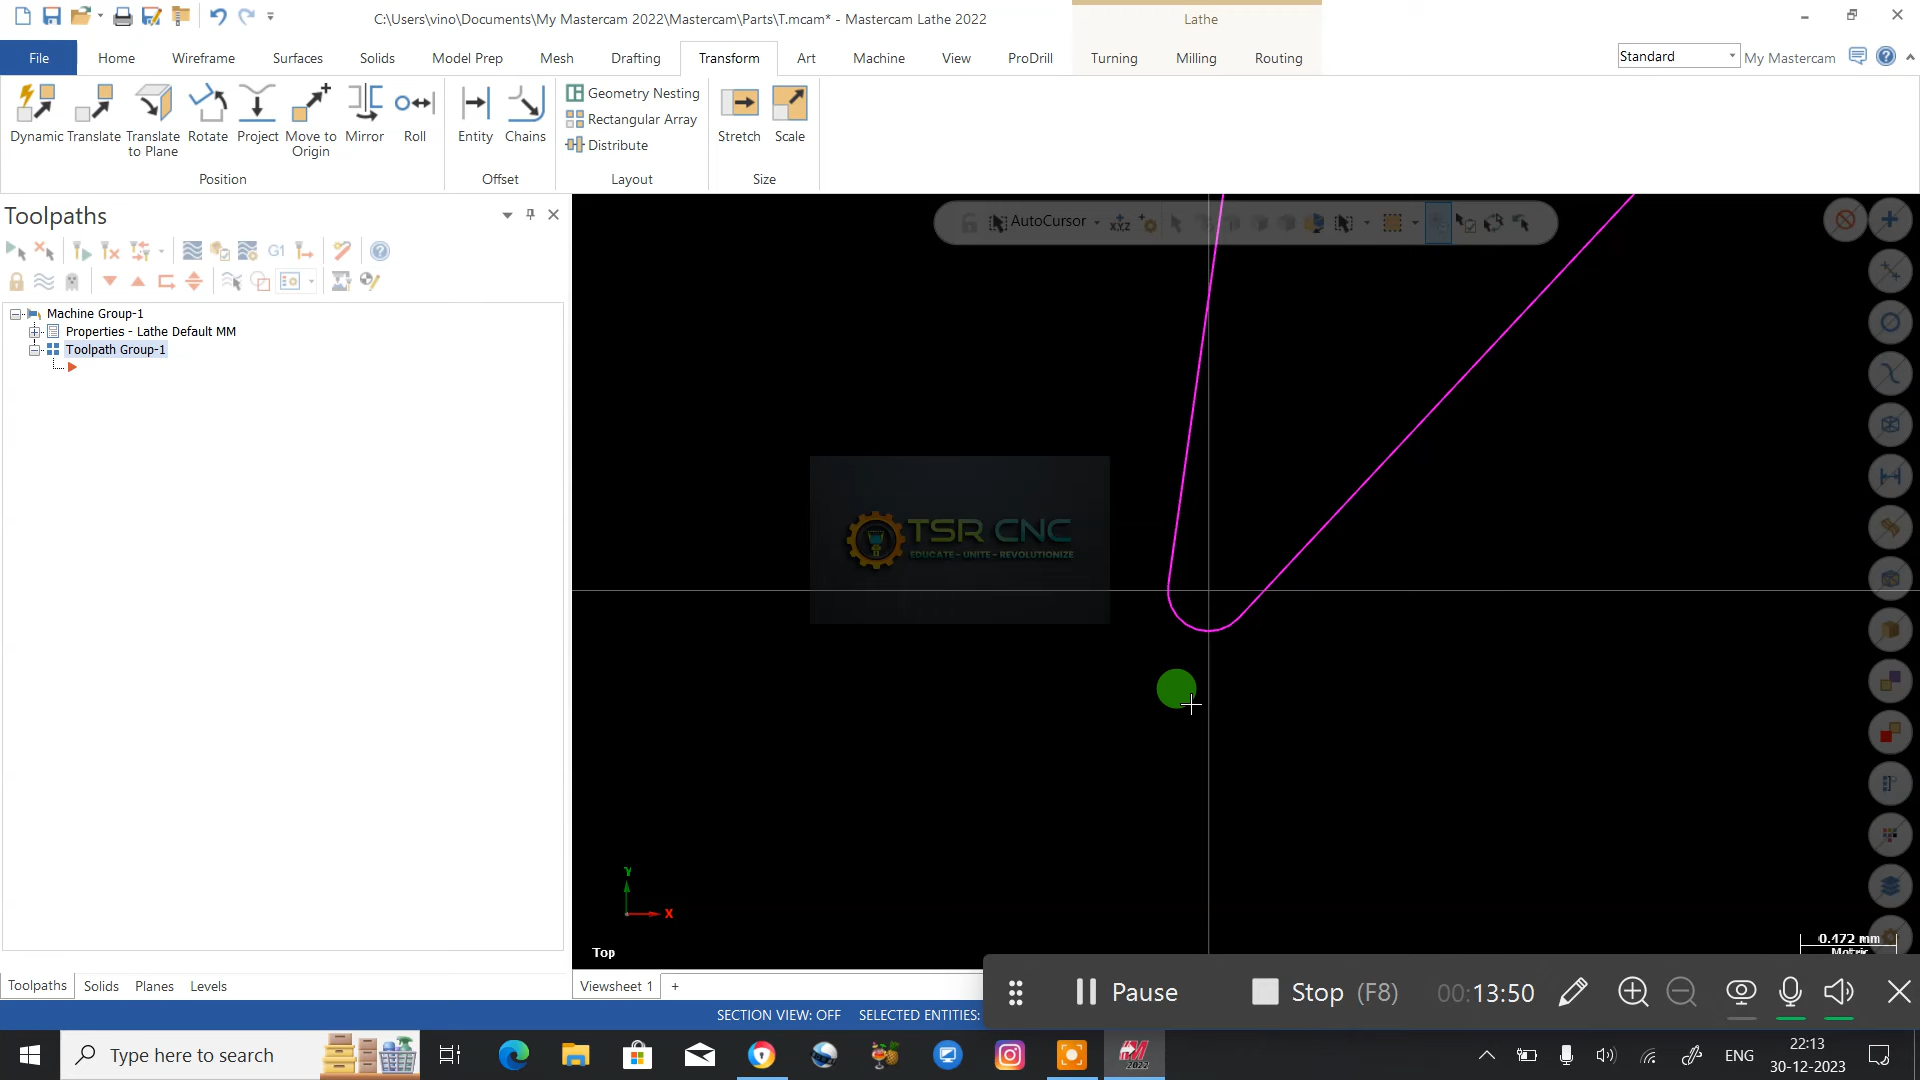 C:\Users\vino\Documents\My Mastercam 2022\Mastercam\Parts\T.mcam* - Mastercam Lathe 2022
Lathe
File
Home
Wireframe
Surfaces
Solids
Model Prep
Mesh
Drafting
Transform
Art
Machine
View
ProDrill
Turning
Milling
Routing
Standard
My Mastercam
Dynamic
Translate
Translate to Plane
Rotate
Project
Move to Origin
Mirror
Roll
Entity
Chains
Geometry Nesting
Rectangular Array
Distribute
Stretch
Scale
Position
Offset
Layout
Size
Toolpaths
AutoCursor
XYZ
G1
Machine Group-1
Properties - Lathe Default MM
Toolpath Group-1
TSR CNC
EDUCATE - UNITE - REVOLUTIONIZE
Y
X
Top
0.472 mm
Metric
Toolpaths
Solids
Planes
Levels
Viewsheet 1
+
Pause
Stop (F8)
00:13:50
SECTION VIEW: OFF
SELECTED ENTITIES:
Type here to search
2022
ENG
22:13
30-12-2023